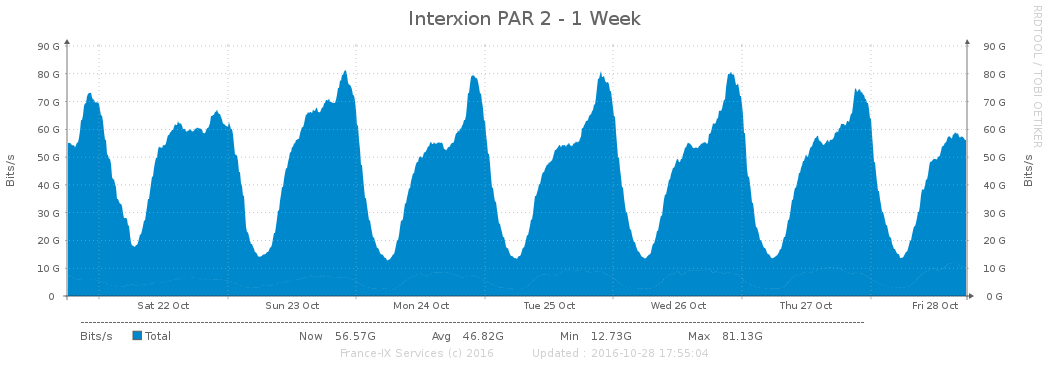 Interxion PAR 2 - 1 Week
RRDTOOL / TOBI OETIKER
Bits/s
90 G 90 G
80 G 80 G
70 G 70 G
60 G 60 G
50 G 50 G
40 G 40 G
30 G 30 G
20 G 20 G
10 G 10 G
0 0 G
Bits/s
Sat 22 Oct Sun 23 Oct Mon 24 Oct Tue 25 Oct Wed 26 Oct Thu 27 Oct Fri 28 Oct
Bits/s Total Now 56.57G Avg 46.82G Min 12.73G Max 81.13G
France-IX Services (c) 2016 Updated : 2016-10-28 17:55:04